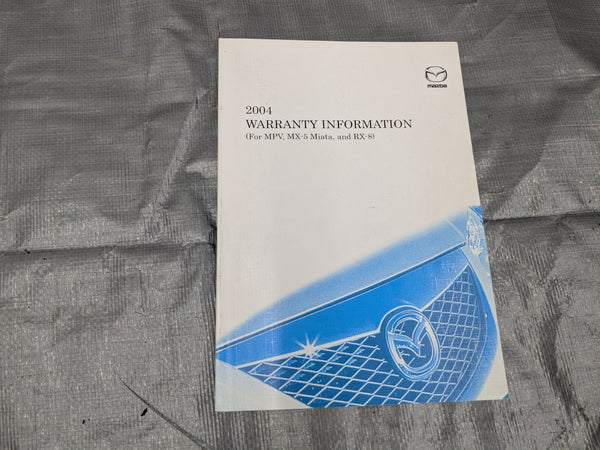 mazda
2004
WARRANTY INFORMATION
(For MPV, MX-5 Miata, and RX-8)